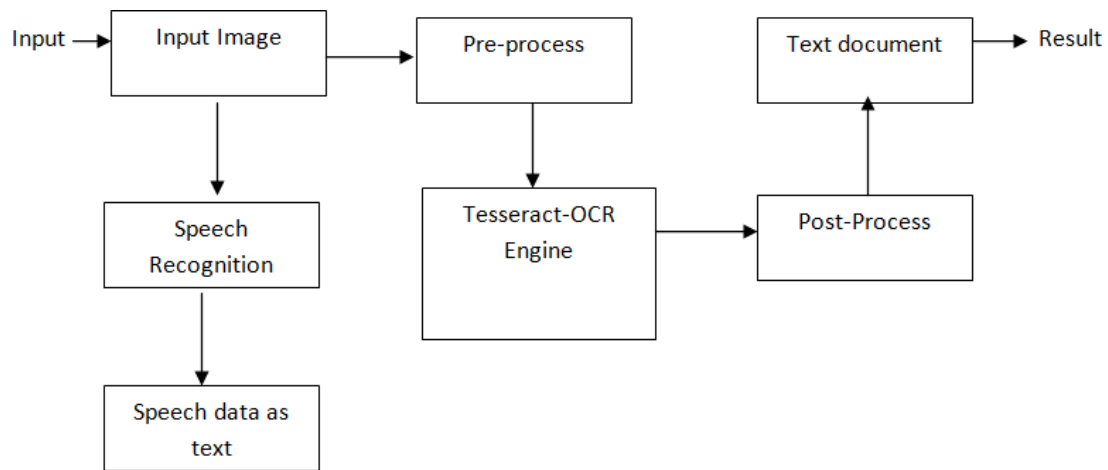 Input
Input Image
Pre-process
Text document
Result
Speech
Recognition
Tesseract-OCR
Engine
Post-Process
Speech data as
text